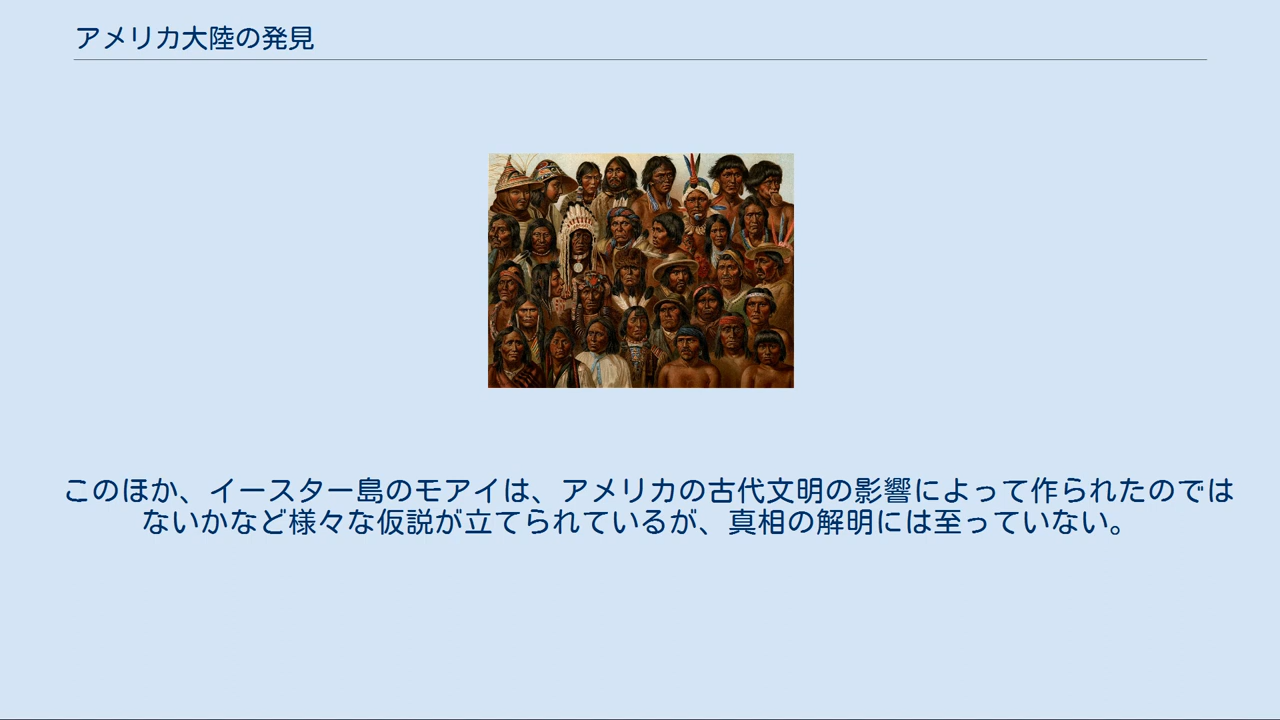 アメリカ大陸の発見
このほか、イースター島のモアイは、アメリカの古代文明の影響によって作られたのでは
ないかなど様々な仮説が立てられているが、真相の解明には至っていない。